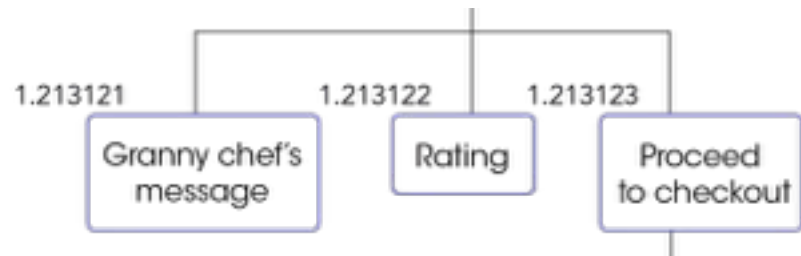 1.213121
1.213122
1.213123
Granny chef's
message
Rating
Proceed
to checkout